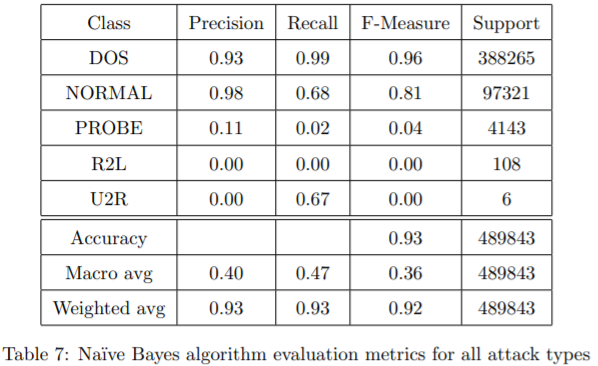 Class Precision Recall F-Measure Support
DOS 0.93 0.99 0.96 388265
NORMAL 0.98 0.68 0.81 97321
PROBE 0.11 0.02 0.04 4143
R2L 0.00 0.00 0.00 108
U2R 0.00 0.67 0.00 6
Accuracy 0.93 489843
Macro avg 0.40 0.47 0.36 489843
Weighted avg 0.93 0.93 0.92 489843
Table 7: Naïve Bayes algorithm evaluation metrics for all attack types